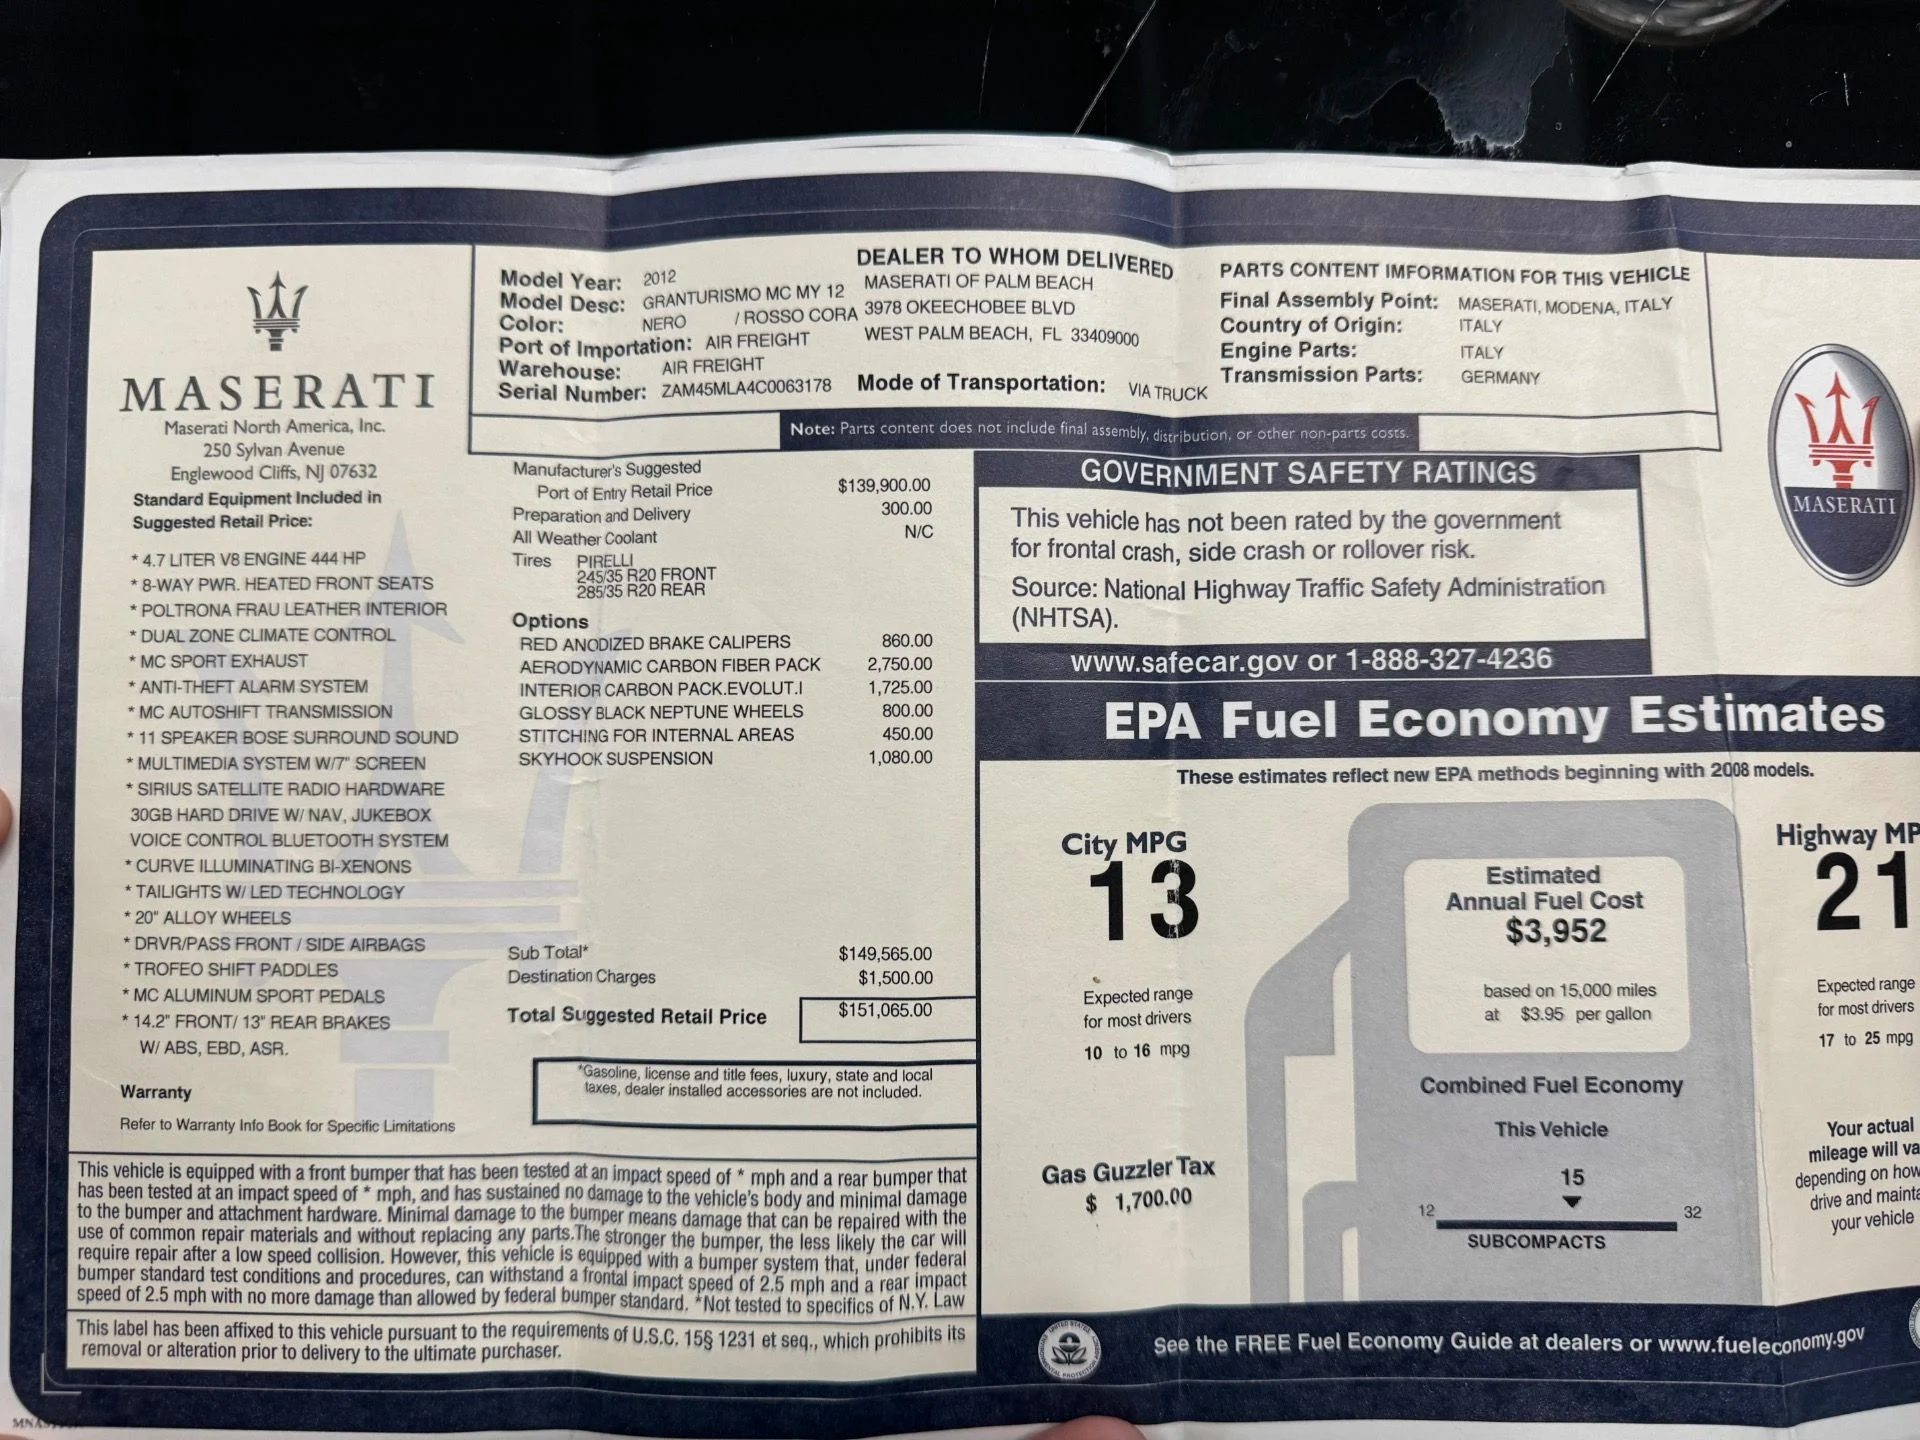 MASERATI
Maserati North America, Inc.
250 Sylvan Avenue
Englewood Cliffs, NJ 07632
Standard Equipment Included in
Suggested Retail Price:
* 4.7 LITER V8 ENGINE 444 HP
* 8-WAY PWR. HEATED FRONT SEATS
* POLTRONA FRAU LEATHER INTERIOR
* DUAL ZONE CLIMATE CONTROL
* MC SPORT EXHAUST
* ANTI-THEFT ALARM SYSTEM
* MC AUTOSHIFT TRANSMISSION
* 11 SPEAKER BOSE SURROUND SOUND
* MULTIMEDIA SYSTEM W/7" SCREEN
* SIRIUS SATELLITE RADIO HARDWARE
30GB HARD DRIVE W/ NAV, JUKEBOX
VOICE CONTROL BLUETOOTH SYSTEM
* CURVE ILLUMINATING BI-XENONS
* TAILIGHTS W/ LED TECHNOLOGY
* 20" ALLOY WHEELS
* DRVR/PASS FRONT / SIDE AIRBAGS
* TROFEO SHIFT PADDLES
* MC ALUMINUM SPORT PEDALS
* 14.2" FRONT/ 13" REAR BRAKES
W/ ABS, EBD, ASR.
Warranty
Refer to Warranty Info Book for Specific Limitations
Model Year: 2012
Model Desc: GRANTURISMO MC MY 12
Color: NERO / ROSSO CORA
Port of Importation: AIR FREIGHT
Warehouse: AIR FREIGHT
Serial Number: ZAM45MLA4C0063178
DEALER TO WHOM DELIVERED
MASERATI OF PALM BEACH
3978 OKEECHOBEE BLVD
WEST PALM BEACH, FL 33409000
Mode of Transportation: VIA TRUCK
PARTS CONTENT IMFORMATION FOR THIS VEHICLE
Final Assembly Point: MASERATI, MODENA, ITALY
Country of Origin: ITALY
Engine Parts: ITALY
Transmission Parts: GERMANY
Note: Parts content does not include final assembly, distribution, or other non-parts costs.
Manufacturer's Suggested
Port of Entry Retail Price $139,900.00
Preparation and Delivery 300.00
All Weather Coolant N/C
Tires PIRELLI
245/35 R20 FRONT
285/35 R20 REAR
Options
RED ANODIZED BRAKE CALIPERS 860.00
AERODYNAMIC CARBON FIBER PACK 2,750.00
INTERIOR CARBON PACK.EVOLUT.I 1,725.00
GLOSSY BLACK NEPTUNE WHEELS 800.00
STITCHING FOR INTERNAL AREAS 450.00
SKYHOOK SUSPENSION 1,080.00
Sub Total* $149,565.00
Destination Charges $1,500.00
Total Suggested Retail Price $151,065.00
*Gasoline, license and title fees, luxury, state and local
taxes, dealer installed accessories are not included.
This vehicle is equipped with a front bumper that has been tested at an impact speed of * mph and a rear bumper that
has been tested at an impact speed of * mph, and has sustained no damage to the vehicle's body and minimal damage
to the bumper and attachment hardware. Minimal damage to the bumper means damage that can be repaired with the
use of common repair materials and without replacing any parts.The stronger the bumper, the less likely the car will
require repair after a low speed collision. However, this vehicle is equipped with a bumper system that, under federal
bumper standard test conditions and procedures, can withstand a frontal impact speed of 2.5 mph and a rear impact
speed of 2.5 mph with no more damage than allowed by federal bumper standard. *Not tested to specifics of N.Y. Law
This label has been affixed to this vehicle pursuant to the requirements of U.S.C. 15§ 1231 et seq., which prohibits its
removal or alteration prior to delivery to the ultimate purchaser.
GOVERNMENT SAFETY RATINGS
This vehicle has not been rated by the government
for frontal crash, side crash or rollover risk.
Source: National Highway Traffic Safety Administration
(NHTSA).
www.safecar.gov or 1-888-327-4236
MASERATI
EPA Fuel Economy Estimates
These estimates reflect new EPA methods beginning with 2008 models.
City MPG
13
Expected range
for most drivers
10 to 16 mpg
Gas Guzzler Tax
$ 1,700.00
Estimated
Annual Fuel Cost
$3,952
based on 15,000 miles
at $3.95 per gallon
Combined Fuel Economy
This Vehicle
15
12 32
SUBCOMPACTS
Highway MP
21
Expected range
for most drivers
17 to 25 mpg
Your actual
mileage will va
depending on how
drive and mainta
your vehicle
See the FREE Fuel Economy Guide at dealers or www.fueleconomy.gov